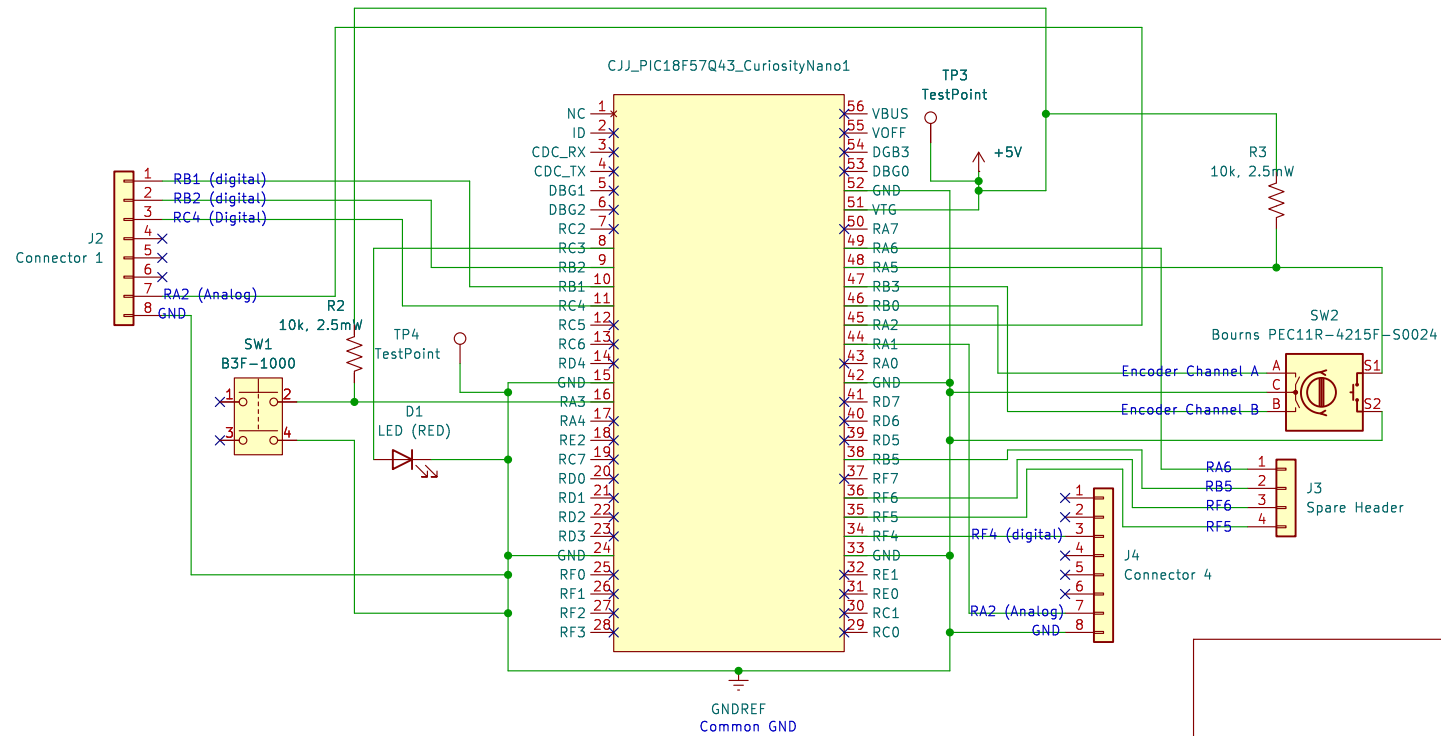 CJJ_PIC18F57Q43_CuriosityNano1
TP3
TestPoint
+5V
R3
10k, 2.5mW
NC 1
ID 2
CDC_RX 3
CDC_TX 4
DBG1 5
DBG2 6
RC2 7
RC3 8
RB2 9
RB1 10
RC4 11
RC5 12
RC6 13
RD4 14
GND 15
RA3 16
RA4 17
RE2 18
RC7 19
RD0 20
RD1 21
RD2 22
RD3 23
GND 24
RF0 25
RF1 26
RF2 27
RF3 28
56 VBUS
55 VOFF
54 DGB3
53 DBG0
52 GND
51 VTG
50 RA7
49 RA6
48 RA5
47 RB3
46 RB0
45 RA2
44 RA1
43 RA0
42 GND
41 RD7
40 RD6
39 RD5
38 RB5
37 RF7
36 RF6
35 RF5
34 RF4
33 GND
32 RE1
31 RE0
30 RC1
29 RC0
J2
Connector 1
1 RB1 (digital)
2 RB2 (digital)
3 RC4 (Digital)
4
5
6
7 RA2 (Analog)
8 GND
R2
10k, 2.5mW
SW1
B3F-1000
1
2
3
4
TP4
TestPoint
D1
LED (RED)
SW2
Bourns PEC11R-4215F-S0024
Encoder Channel A A
C
Encoder Channel B B
S1
S2
RA6 1
RB5 2
RF6 3
RF5 4
J3
Spare Header
1
2
RF4 (digital) 3
4
5
6
RA2 (Analog) 7
GND 8
J4
Connector 4
GNDREF
Common GND